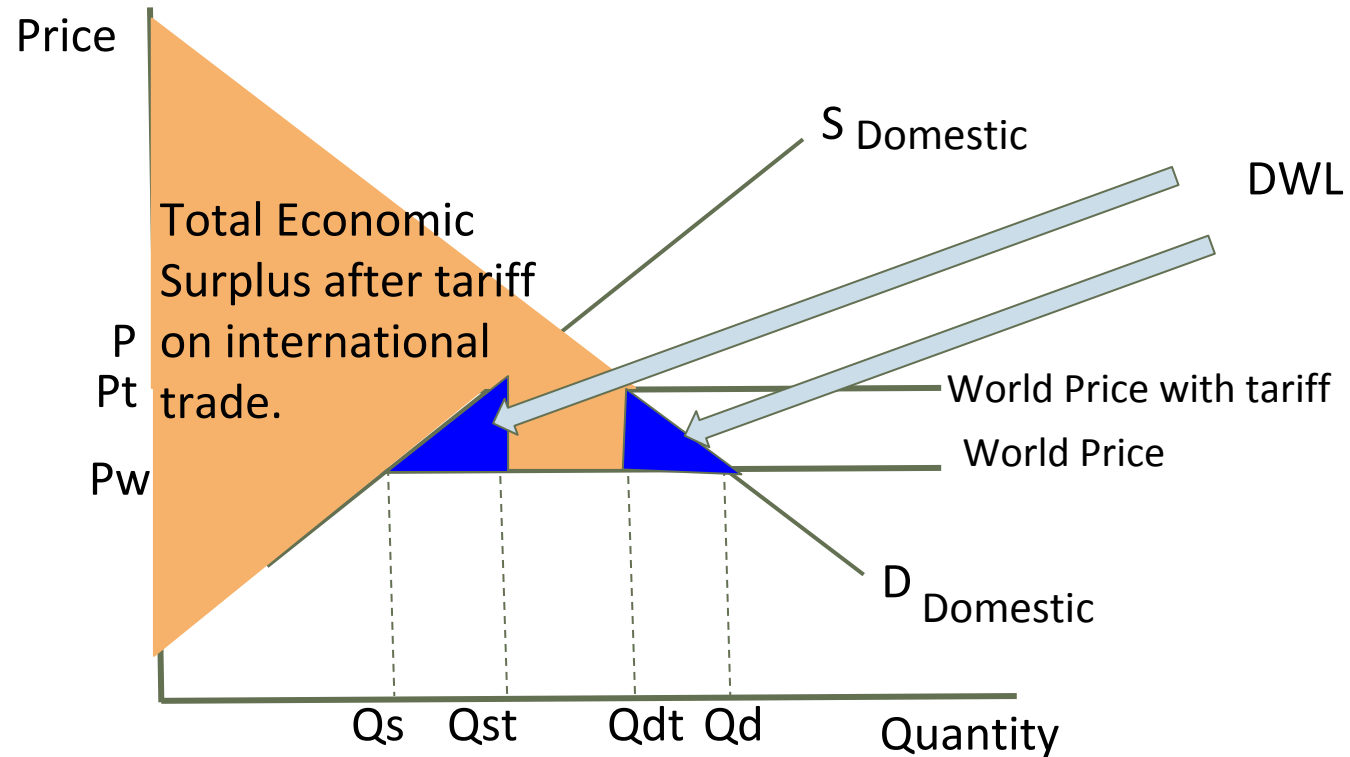 Price
S Domestic
DWL
Total Economic
Surplus after tariff
on international
trade.
P
Pt
World Price with tariff
World Price
Pw
D Domestic
Qs
Qst
Qdt
Qd
Quantity